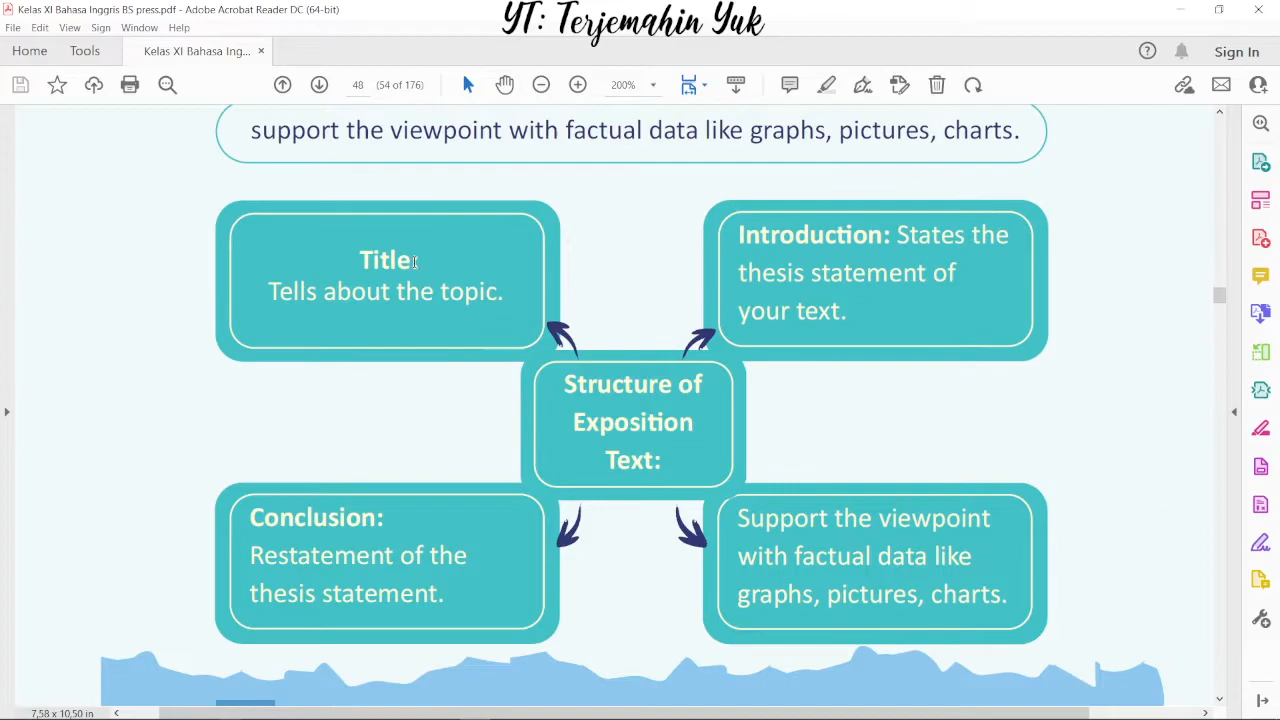 Kelas XI Bahasa Inggris BS press.pdf - Adobe Acrobat Reader DC (64-bit)
YT: Terjemahin Yuk
File Edit View Sign Window Help
Home Tools Kelas XI Bahasa Ing... × Sign In
48 (54 of 176) 200%
support the viewpoint with factual data like graphs, pictures, charts.
Title:
Tells about the topic.
Introduction: States the
thesis statement of
your text.
Structure of
Exposition
Text:
Conclusion:
Restatement of the
thesis statement.
Support the viewpoint
with factual data like
graphs, pictures, charts.
7,58 x 10,50 in